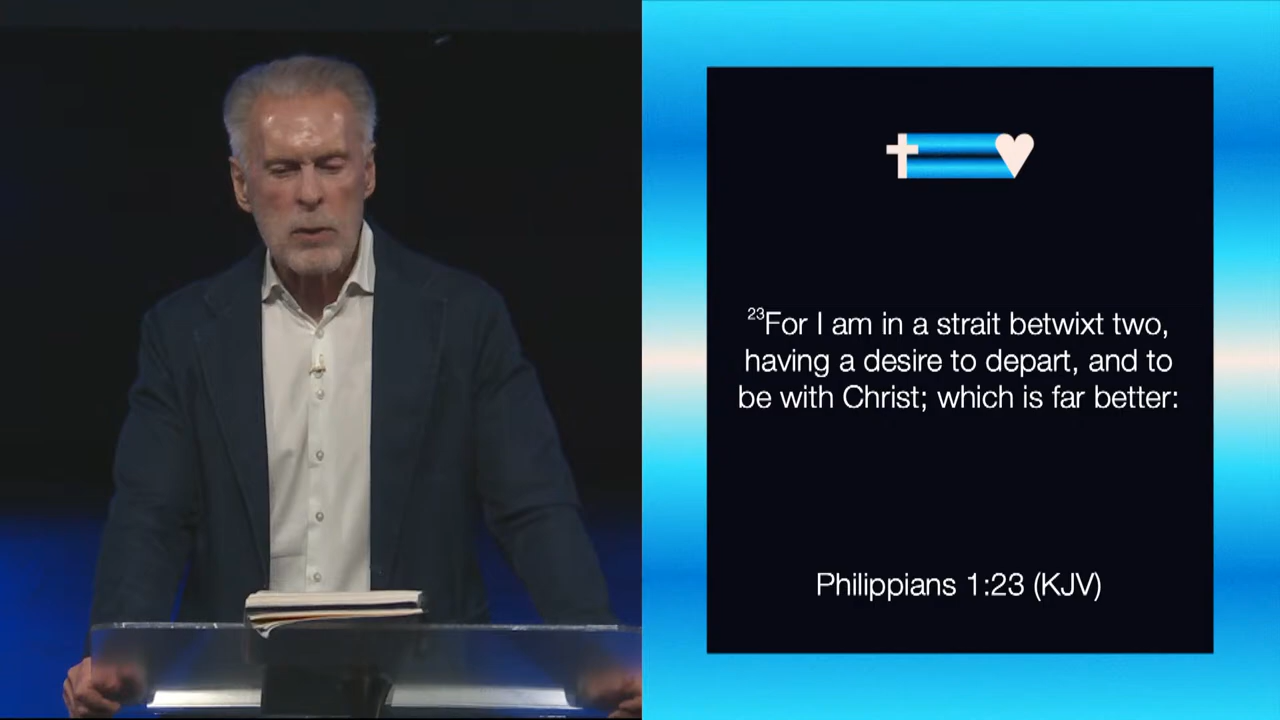 ²³For I am in a strait betwixt two,
having a desire to depart, and to
be with Christ; which is far better:
Philippians 1:23 (KJV)